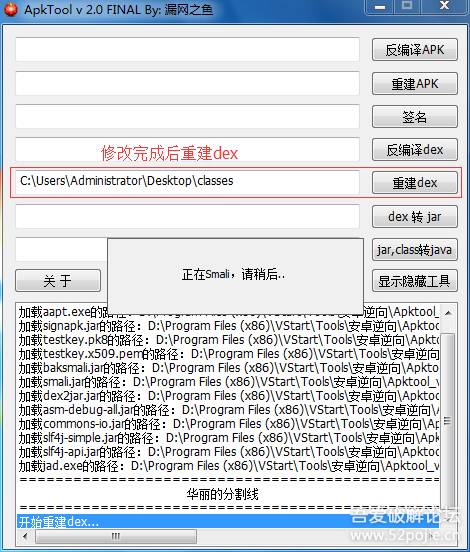 ApkTool v 2.0 FINAL By: 漏网之鱼
反编译APK
重建APK
签名
修改完成后重建dex
反编译dex
C:\Users\Administrator\Desktop\classes
重建dex
dex 转 jar
jar,class转java
正在Smali，请稍后..
关 于
显示隐藏工具
加载aapt.exe的路径：D:\Program Files (x86)\VStart\Tools\安卓逆向\Apktool_
加载signapk.jar的路径：D:\Program Files (x86)\VStart\Tools\安卓逆向\Apkto
加载testkey.pk8的路径：D:\Program Files (x86)\VStart\Tools\安卓逆向\Apkto
加载testkey.x509.pem的路径：D:\Program Files (x86)\VStart\Tools\安卓逆
加载baksmali.jar的路径：D:\Program Files (x86)\VStart\Tools\安卓逆向\Apkt
加载smali.jar的路径：D:\Program Files (x86)\VStart\Tools\安卓逆向\Apktool_
加载dex2jar.jar的路径：D:\Program Files (x86)\VStart\Tools\安卓逆向\Apkto
加载asm-debug-all.jar的路径：D:\Program Files (x86)\VStart\Tools\安卓逆向
加载commons-io.jar的路径：D:\Program Files (x86)\VStart\Tools\安卓逆向\A
加载slf4j-simple.jar的路径：D:\Program Files (x86)\VStart\Tools\安卓逆向\A
加载slf4j-api.jar的路径：D:\Program Files (x86)\VStart\Tools\安卓逆向\Apkt
加载jad.exe的路径：D:\Program Files (x86)\VStart\Tools\安卓逆向\Apktool_v
华丽的分割线
开始重建dex...
吾爱破解论坛
www.52pojie.cn